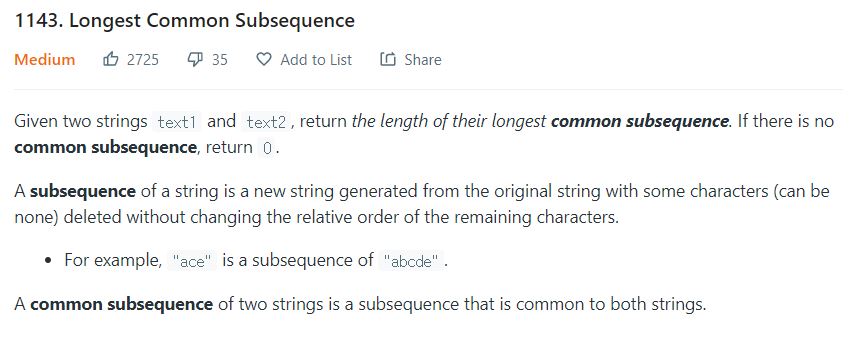 1143. Longest Common Subsequence
Medium 2725 35 Add to List Share
Given two strings text1 and text2, return the length of their longest common subsequence. If there is no
common subsequence, return 0.
A subsequence of a string is a new string generated from the original string with some characters (can be
none) deleted without changing the relative order of the remaining characters.
• For example, "ace" is a subsequence of "abcde".
A common subsequence of two strings is a subsequence that is common to both strings.